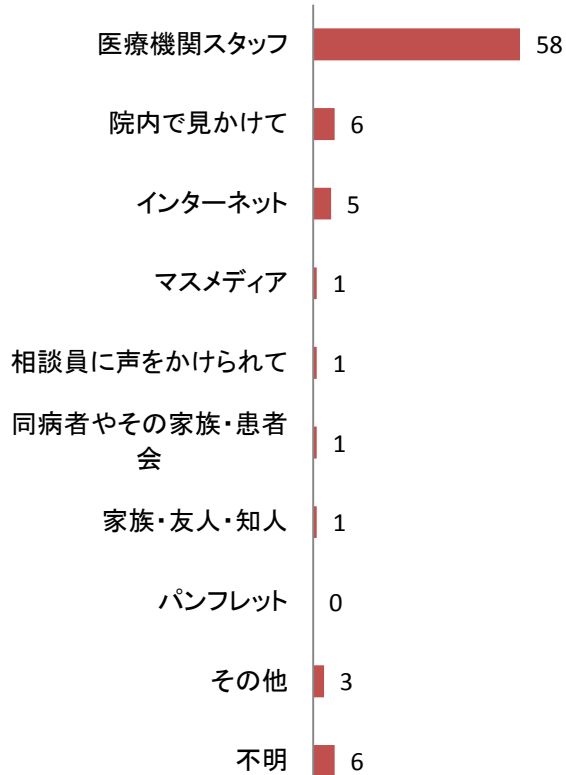 医療機関スタッフ 58
院内で見かけて 6
インターネット 5
マスメディア 1
相談員に声をかけられて 1
同病者やその家族・患者
会 1
家族・友人・知人 1
パンフレット 0
その他 3
不明 6